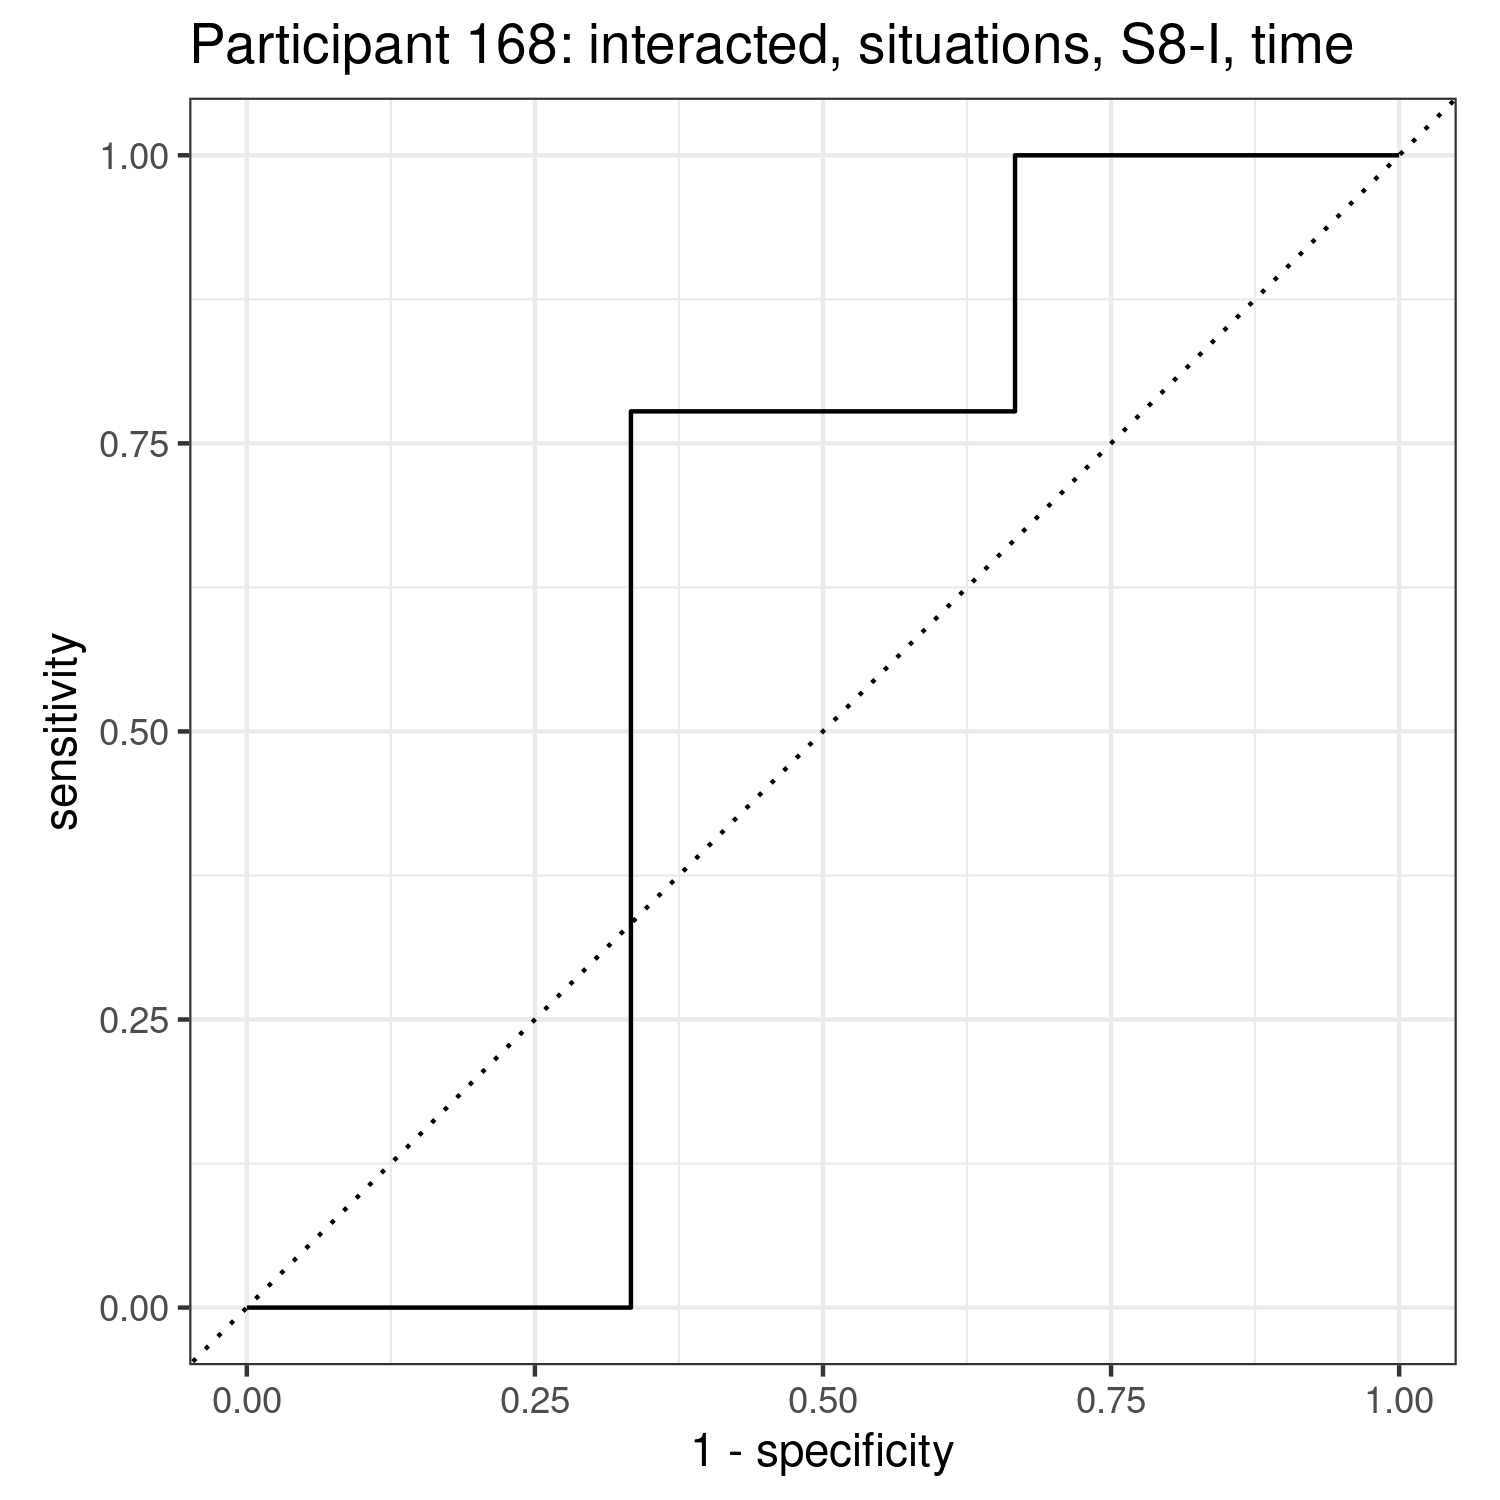 Participant 168: interacted, situations, S8-I, time
1.00
0.75
0.50
0.25
0.00
sensitivity
0.00 0.25 0.50 0.75 1.00
1 - specificity